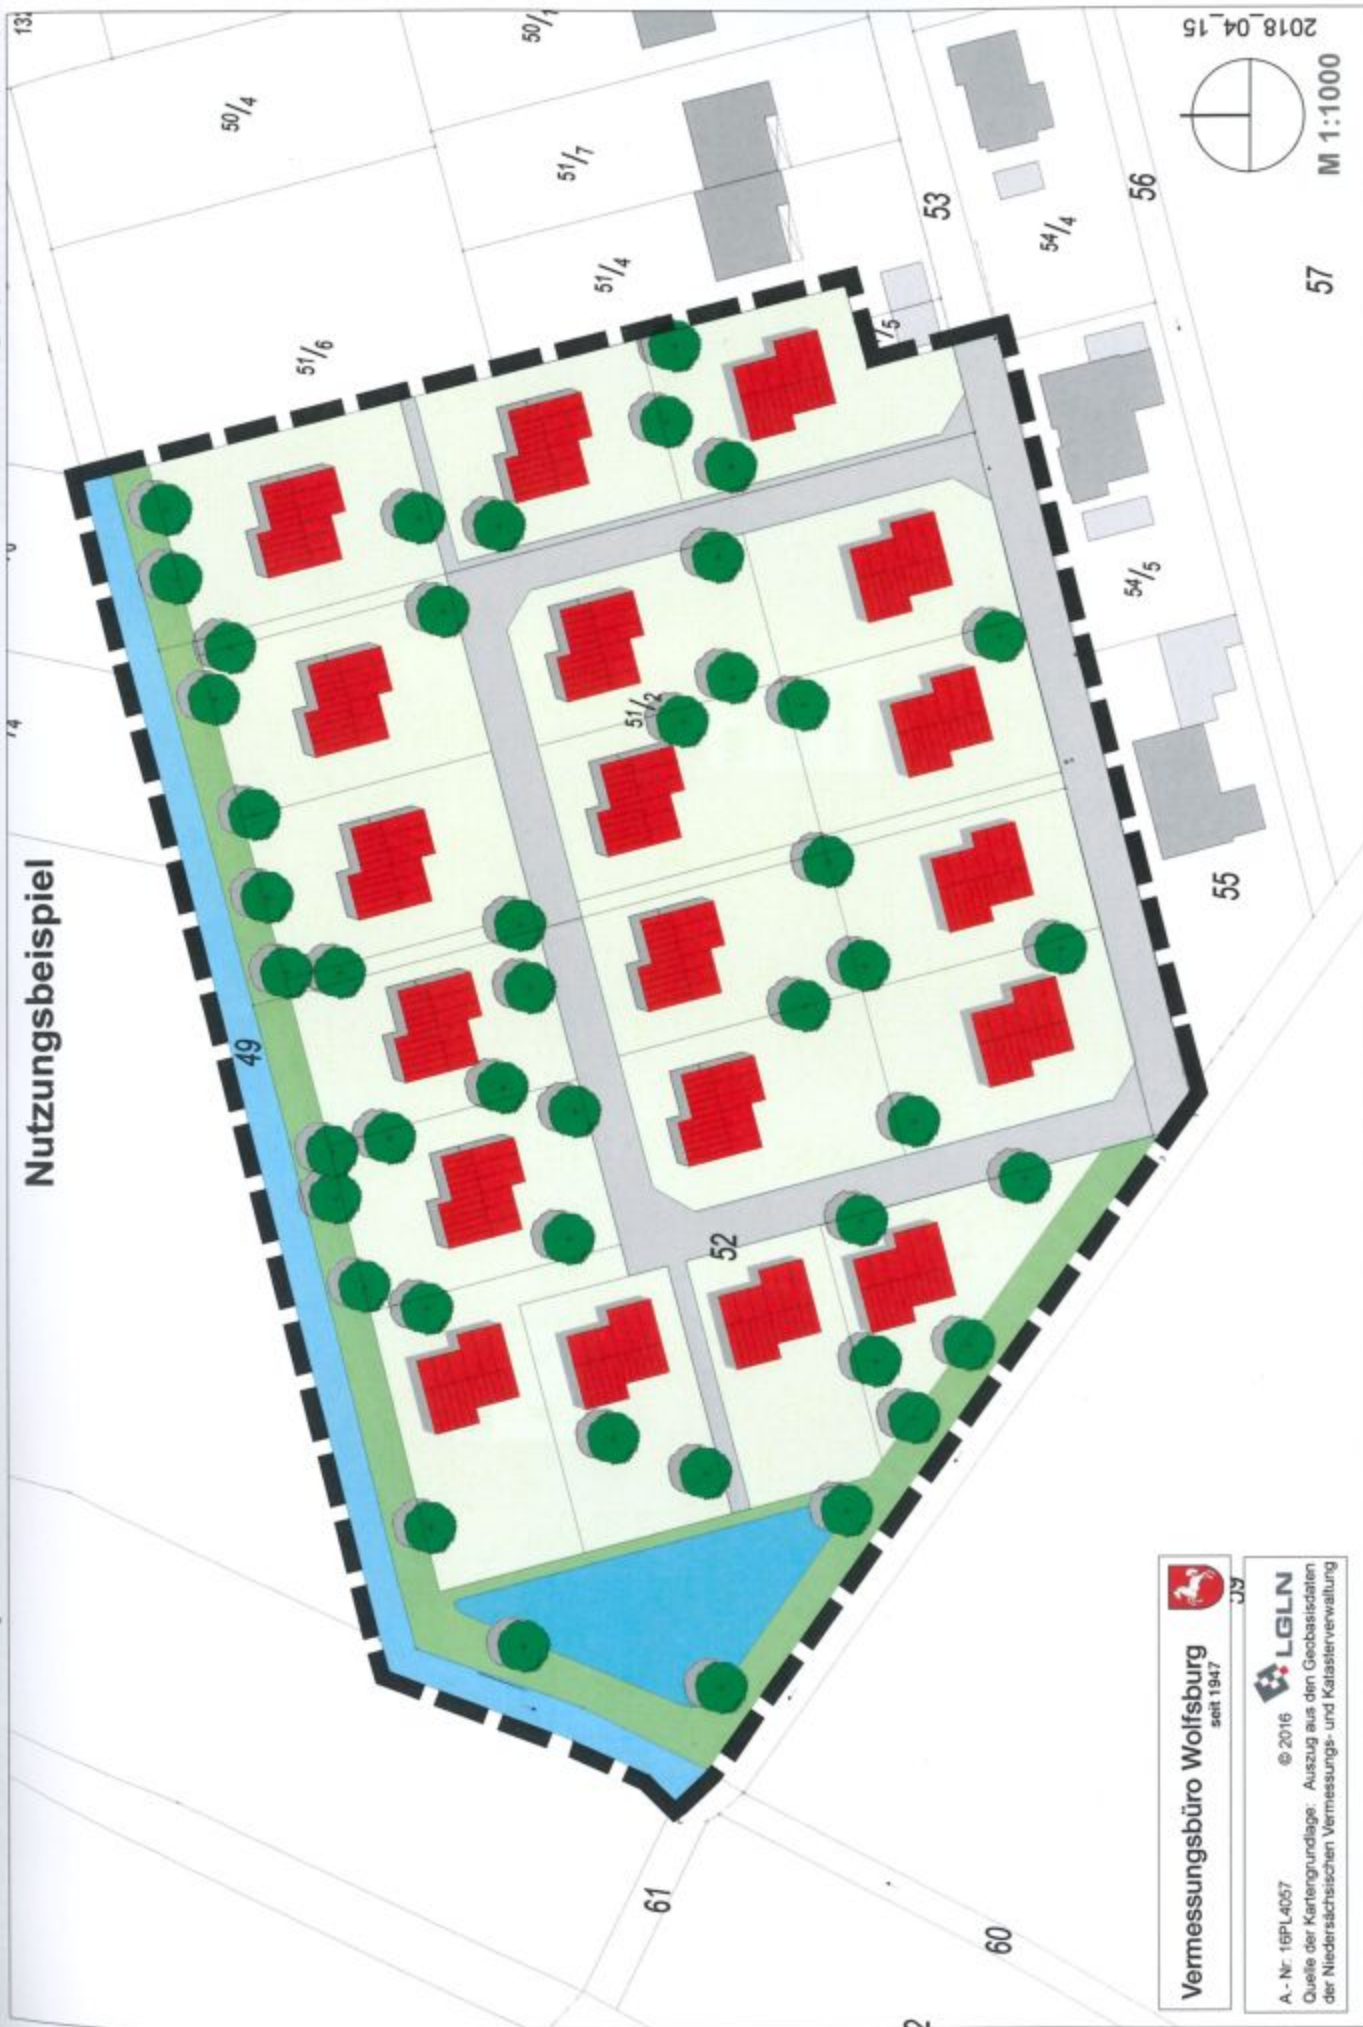 Nutzungsbeispiel
50/4
51/7
51/4
51/6
53
54/4
56
57
2018_04_15
M 1:1000
49
51/2
54/5
55
52
61
60
Vermessungsbüro Wolfsburg
seit 1947
A.- Nr. 16PL4057 © 2016 LGLN
Quelle der Kartengrundlage: Auszug aus den Geobasisdaten
der Niedersächsischen Vermessungs- und Katasterverwaltung